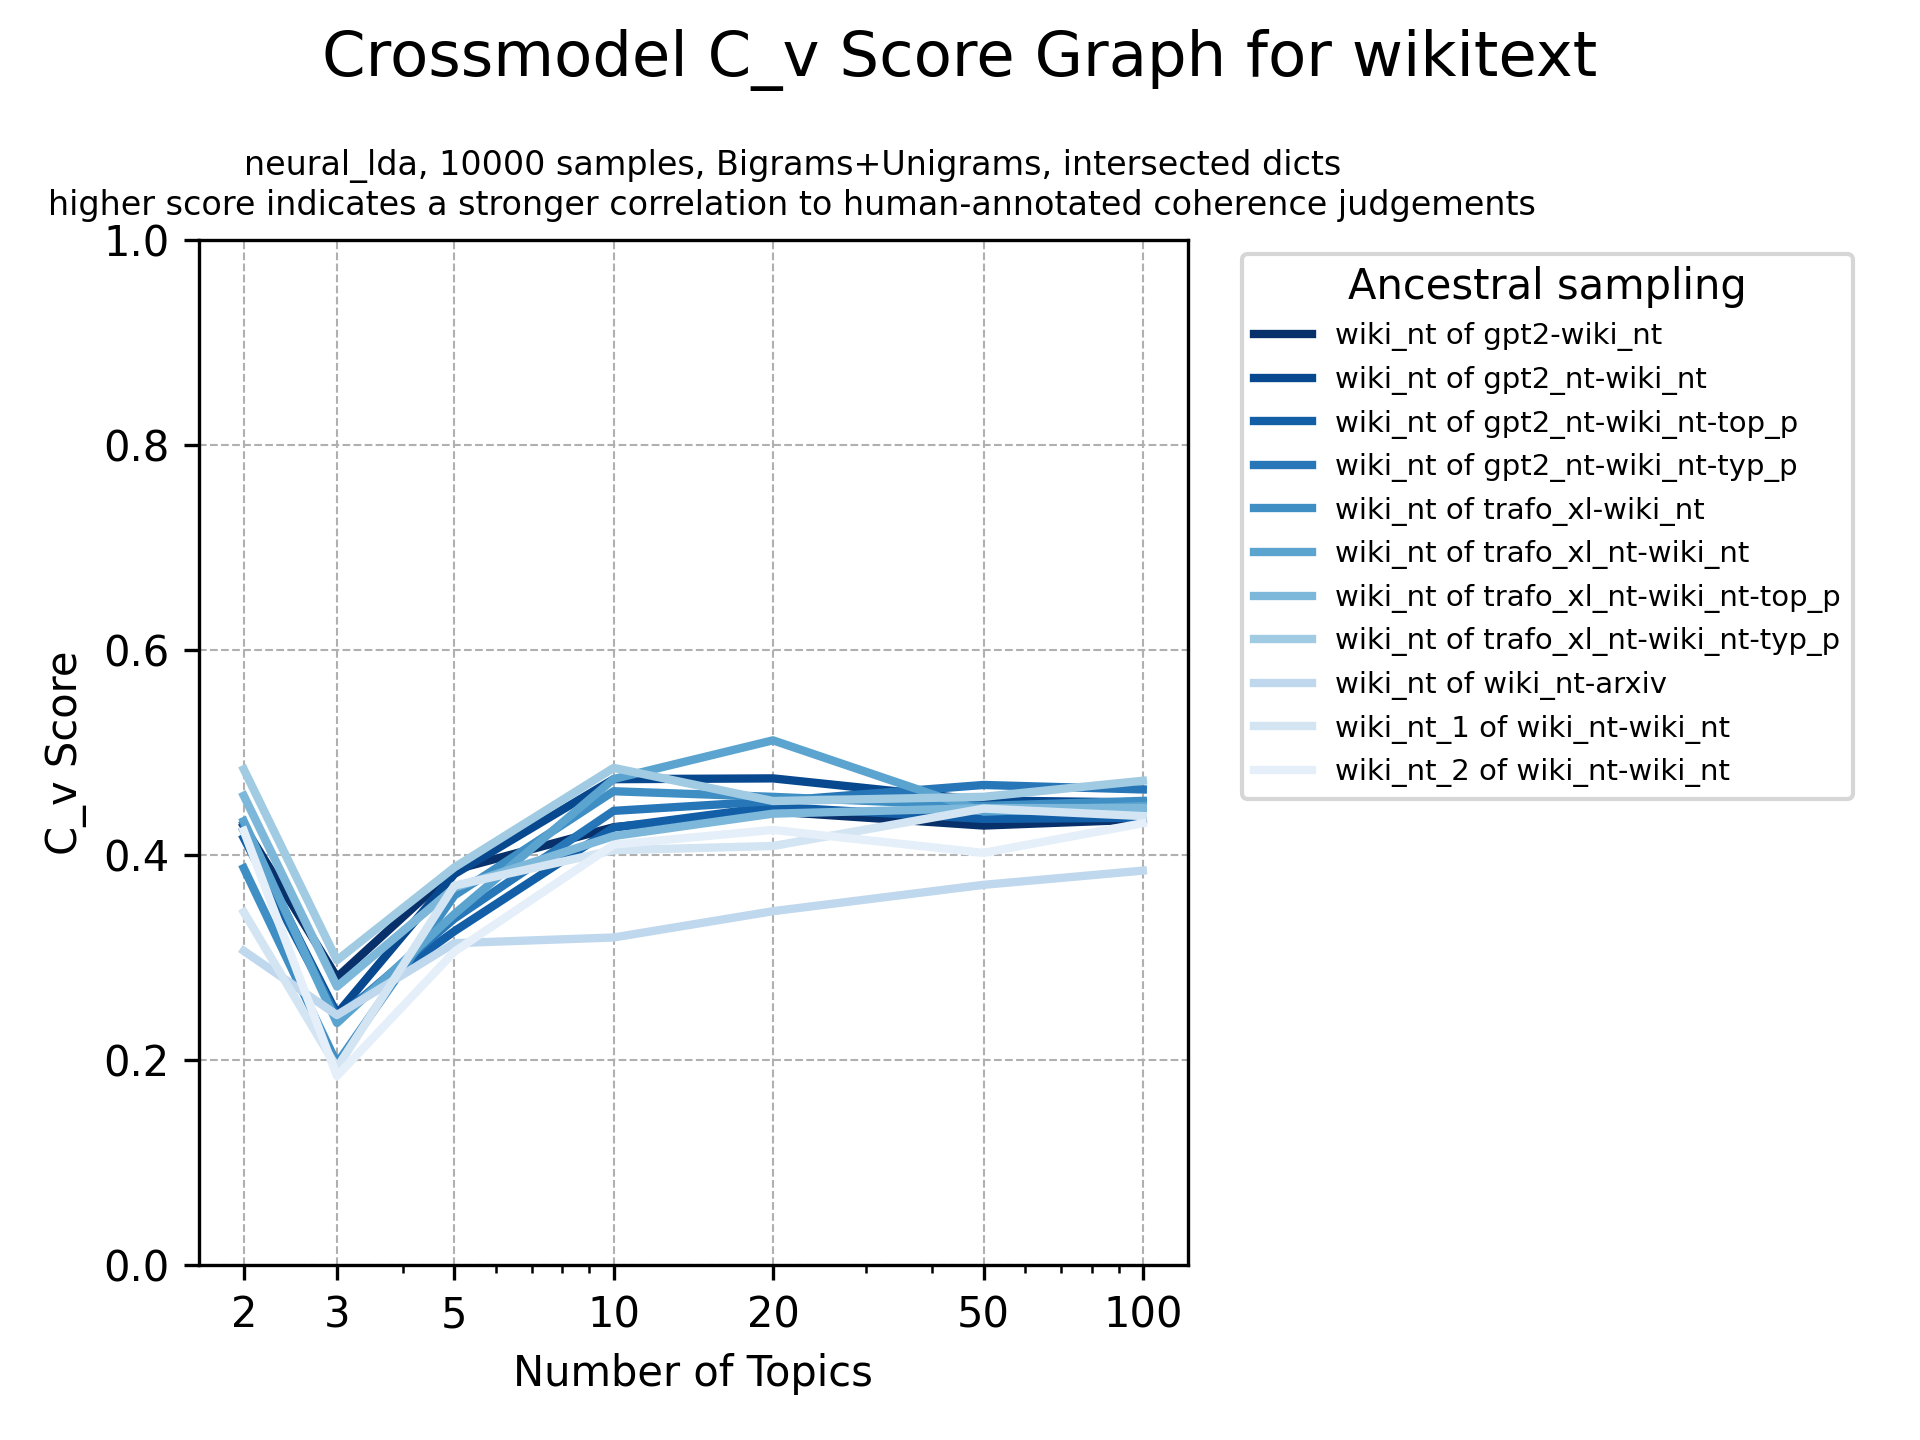 Crossmodel C_v Score Graph for wikitext
neural_lda, 10000 samples, Bigrams+Unigrams, intersected dicts
higher score indicates a stronger correlation to human-annotated coherence judgements
1.0
0.8
0.6
0.4
0.2
0.0
C_v Score
2 3 5 10 20 50 100
Number of Topics
Ancestral sampling
wiki_nt of gpt2-wiki_nt
wiki_nt of gpt2_nt-wiki_nt
wiki_nt of gpt2_nt-wiki_nt-top_p
wiki_nt of gpt2_nt-wiki_nt-typ_p
wiki_nt of trafo_xl-wiki_nt
wiki_nt of trafo_xl_nt-wiki_nt
wiki_nt of trafo_xl_nt-wiki_nt-top_p
wiki_nt of trafo_xl_nt-wiki_nt-typ_p
wiki_nt of wiki_nt-arxiv
wiki_nt_1 of wiki_nt-wiki_nt
wiki_nt_2 of wiki_nt-wiki_nt